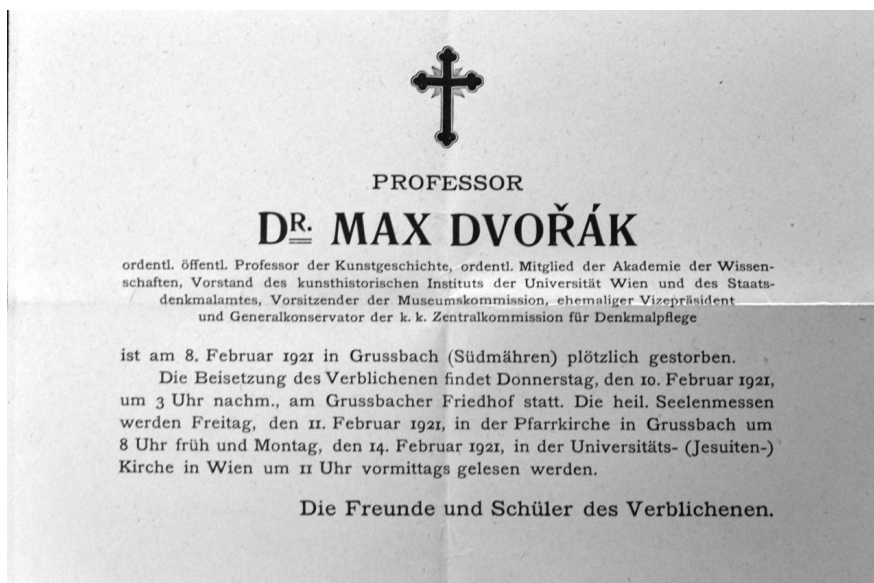 PROFESSOR
DR. MAX DVOŘÁK
ordentl. öffentl. Professor der Kunstgeschichte, ordentl. Mitglied der Akademie der Wissen-
schaften, Vorstand des kunsthistorischen Instituts der Universität Wien und des Staats-
denkmalamtes, Vorsitzender der Museumskommission, ehemaliger Vizepräsident
und Generalkonservator der k. k. Zentralkommission für Denkmalpflege
ist am 8. Februar 1921 in Grussbach (Südmähren) plötzlich gestorben.
Die Beisetzung des Verblichenen findet Donnerstag, den 10. Februar 1921,
um 3 Uhr nachm., am Grussbacher Friedhof statt. Die heil. Seelenmessen
werden Freitag, den 11. Februar 1921, in der Pfarrkirche in Grussbach um
8 Uhr früh und Montag, den 14. Februar 1921, in der Universitäts- (Jesuiten-)
Kirche in Wien um 11 Uhr vormittags gelesen werden.
Die Freunde und Schüler des Verblichenen.